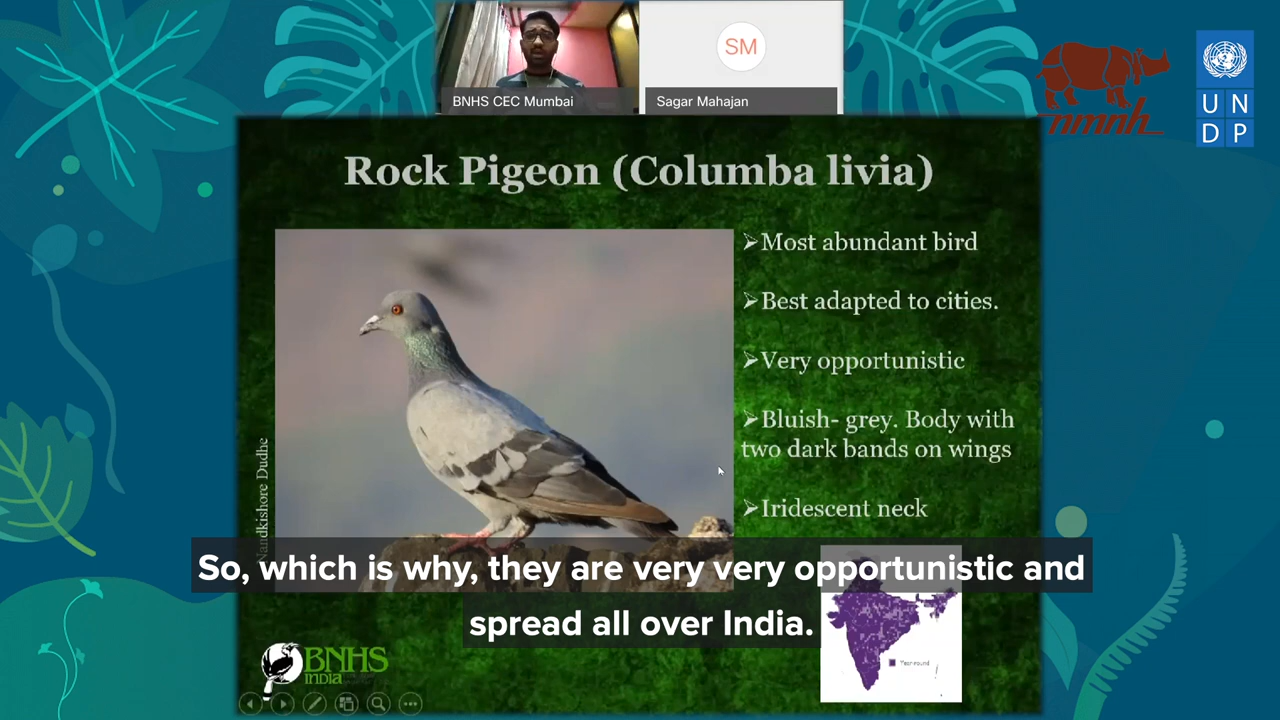 BNHS CEC Mumbai
SM
Sagar Mahajan
nmnh
U N
D P
Rock Pigeon (Columba livia)
➢Most abundant bird
➢Best adapted to cities.
➢Very opportunistic
➢Bluish- grey. Body with
two dark bands on wings
➢Iridescent neck
Nandkishore Dudhe
So, which is why, they are very very opportunistic and
spread all over India.
Year-round
BNHS
INDIA